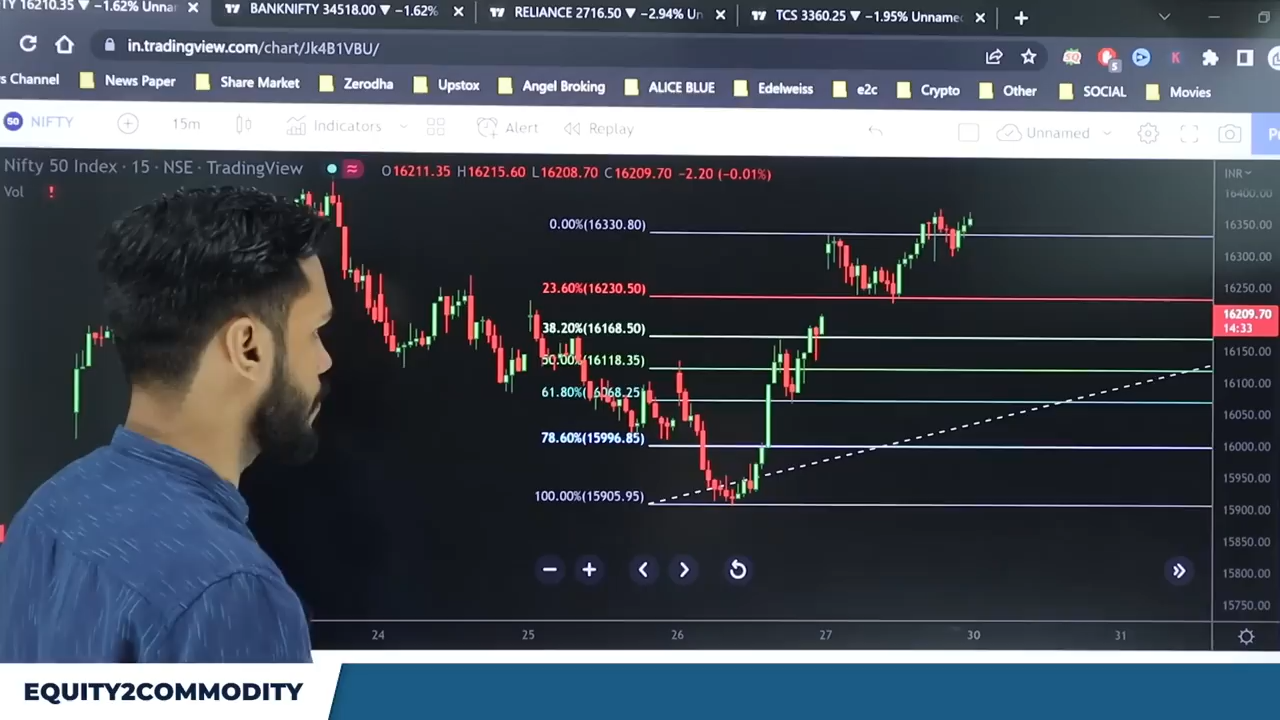 16210.35 ▼ −1.62% Unna
BANKNIFTY 34518.00 ▼ −1.62%
RELIANCE 2716.50 ▼ −2.94% Un
TCS 3360.25 ▼ −1.95% Unname
in.tradingview.com/chart/Jk4B1VBU/
5
s Channel
News Paper
Share Market
Zerodha
Upstox
Angel Broking
ALICE BLUE
Edelweiss
e2c
Crypto
Other
SOCIAL
Movies
50 NIFTY
15m
Indicators
Alert
Replay
Unnamed
Nifty 50 Index · 15 · NSE · TradingView
O16211.35 H16215.60 L16208.70 C16209.70 −2.20 (−0.01%)
INR
Vol !
16400.00
0.00%(16330.80)
16350.00
16300.00
23.60%(16230.50)
16250.00
16209.70
14:33
38.20%(16168.50)
16150.00
50.00%(16118.35)
16100.00
61.80%(16068.25)
16050.00
78.60%(15996.85)
16000.00
15950.00
100.00%(15905.95)
15900.00
15850.00
15800.00
15750.00
24 25 26 27 30 31
EQUITY2COMMODITY